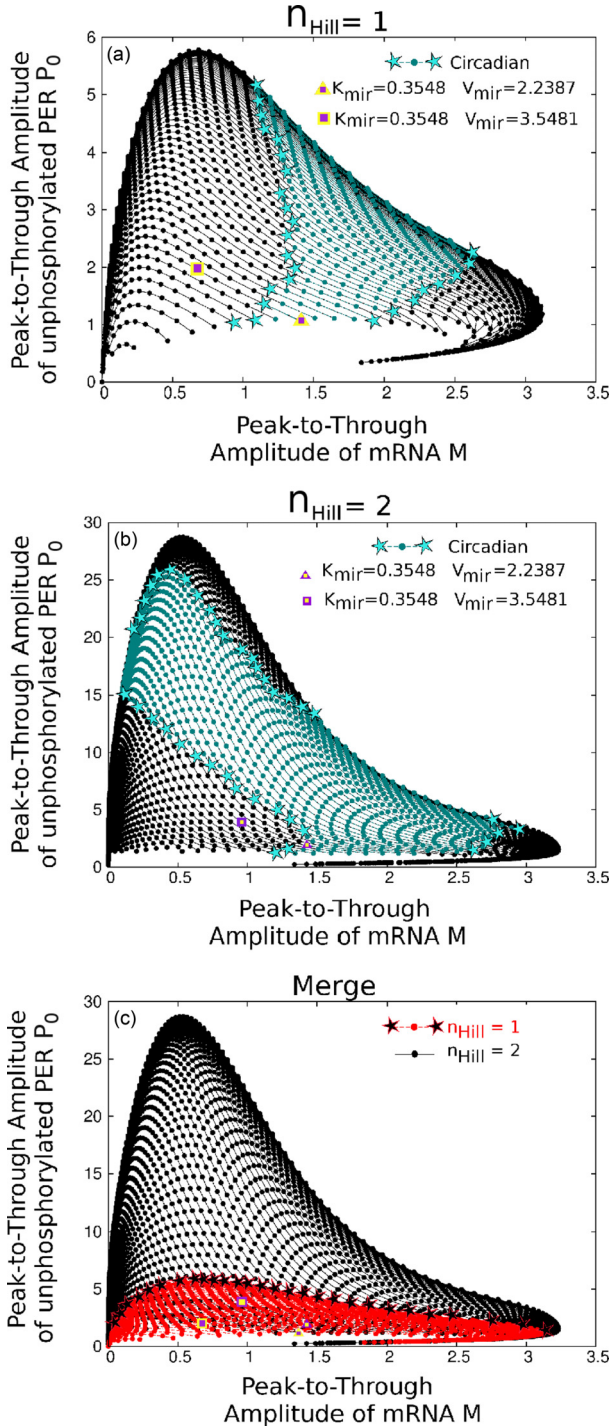 n_Hill = 1
(a)
Circadian
K_mir=0.3548 V_mir=2.2387
K_mir=0.3548 V_mir=3.5481
Peak-to-Through Amplitude
of unphosphorylated PER P_0
6
5
4
3
2
1
0
0 0.5 1 1.5 2 2.5 3 3.5
Peak-to-Through
Amplitude of mRNA M
n_Hill = 2
(b)
Circadian
K_mir=0.3548 V_mir=2.2387
K_mir=0.3548 V_mir=3.5481
Peak-to-Through Amplitude
of unphosphorylated PER P_0
30
25
20
15
10
5
0
0 0.5 1 1.5 2 2.5 3 3.5
Peak-to-Through
Amplitude of mRNA M
Merge
(c)
n_Hill = 1
n_Hill = 2
Peak-to-Through Amplitude
of unphosphorylated PER P_0
30
25
20
15
10
5
0
0 0.5 1 1.5 2 2.5 3 3.5
Peak-to-Through
Amplitude of mRNA M